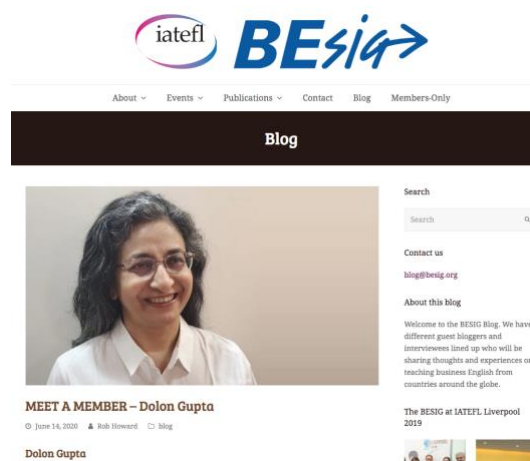 iatefl BEsig
About Events Publications Contact Blog Members-Only
Blog
Search
Search
Contact us
blog@besig.org
About this blog
Welcome to the BESIG Blog. We have
different guest bloggers and
interviewees lined up who will be
sharing thoughts and experiences on
teaching business English from
countries around the globe.
The BESIG at IATEFL Liverpool
2019
MEET A MEMBER – Dolon Gupta
June 14, 2020 Rob Howard blog
Dolon Gupta